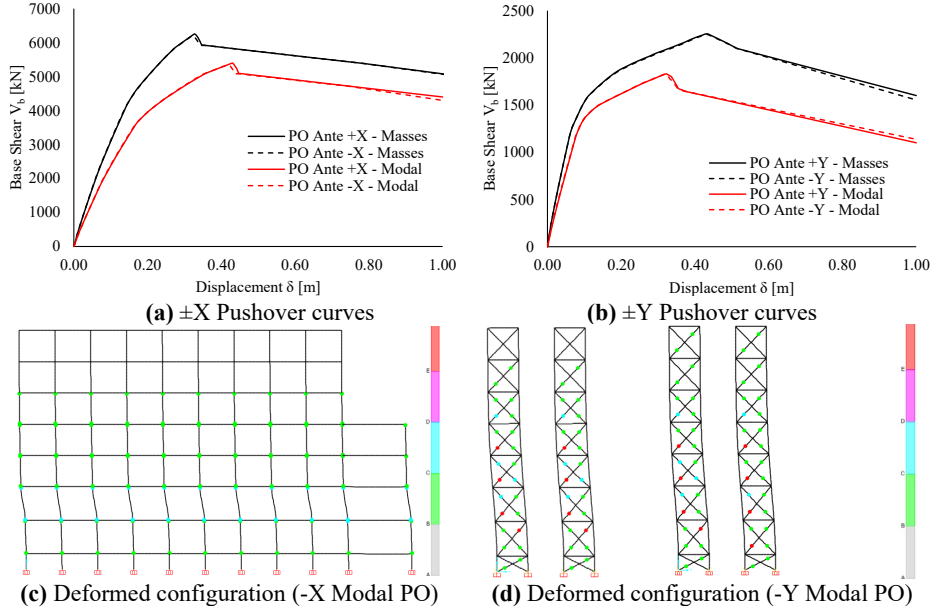 7000
6000
5000
4000
3000
2000
1000
0
Base Shear V_b [kN]
PO Ante +X - Masses
PO Ante -X - Masses
PO Ante +X - Modal
PO Ante -X - Modal
0.00 0.20 0.40 0.60 0.80 1.00
Displacement δ [m]
(a) ±X Pushover curves
2500
2000
1500
1000
500
0
Base Shear V_b [kN]
PO Ante +Y - Masses
PO Ante -Y - Masses
PO Ante +Y - Modal
PO Ante -Y - Modal
0.00 0.20 0.40 0.60 0.80 1.00
Displacement δ [m]
(b) ±Y Pushover curves
E
D
C
B
A
(c) Deformed configuration (-X Modal PO)
E
D
C
B
A
(d) Deformed configuration (-Y Modal PO)